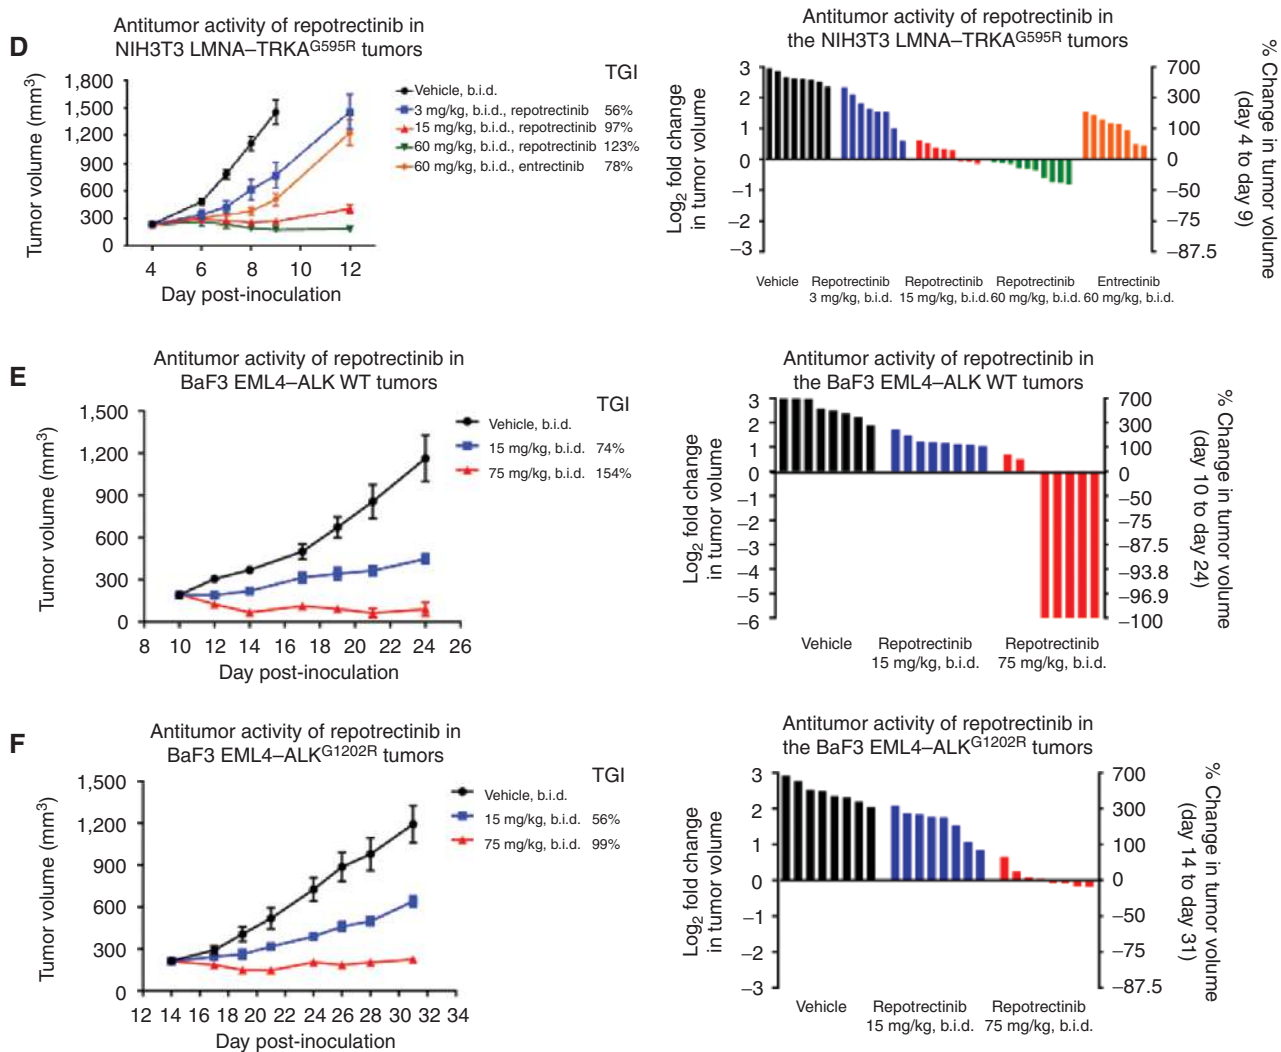 D
Antitumor activity of repotrectinib in
NIH3T3 LMNA–TRKA^G595R tumors
Tumor volume (mm³)
1,800
1,500
1,200
900
600
300
0
4 6 8 10 12
Day post-inoculation
TGI
Vehicle, b.i.d.
3 mg/kg, b.i.d., repotrectinib 56%
15 mg/kg, b.i.d., repotrectinib 97%
60 mg/kg, b.i.d., repotrectinib 123%
60 mg/kg, b.i.d., entrectinib 78%
Antitumor activity of repotrectinib in
the NIH3T3 LMNA–TRKA^G595R tumors
Log₂ fold change
in tumor volume
3
2
1
0
–1
–2
–3
700
300
100
0
–50
–75
–87.5
% Change in tumor volume
(day 4 to day 9)
Vehicle Repotrectinib Repotrectinib Repotrectinib Entrectinib
3 mg/kg, b.i.d. 15 mg/kg, b.i.d. 60 mg/kg, b.i.d. 60 mg/kg, b.i.d.
E
Antitumor activity of repotrectinib in
BaF3 EML4–ALK WT tumors
Tumor volume (mm³)
1,500
1,200
900
600
300
0
8 10 12 14 16 18 20 22 24 26
Day post-inoculation
TGI
Vehicle, b.i.d.
15 mg/kg, b.i.d. 74%
75 mg/kg, b.i.d. 154%
Antitumor activity of repotrectinib in
the BaF3 EML4–ALK WT tumors
Log₂ fold change
in tumor volume
3
2
1
0
–1
–2
–3
–4
–5
–6
700
300
100
0
–50
–75
–87.5
–93.8
–96.9
–100
% Change in tumor volume
(day 10 to day 24)
Vehicle Repotrectinib Repotrectinib
15 mg/kg, b.i.d. 75 mg/kg, b.i.d.
F
Antitumor activity of repotrectinib in
BaF3 EML4–ALK^G1202R tumors
Tumor volume (mm³)
1,500
1,200
900
600
300
0
12 14 16 18 20 22 24 26 28 30 32 34
Day post-inoculation
TGI
Vehicle, b.i.d.
15 mg/kg, b.i.d. 56%
75 mg/kg, b.i.d. 99%
Antitumor activity of repotrectinib in
the BaF3 EML4–ALK^G1202R tumors
Log₂ fold change
in tumor volume
3
2
1
0
–1
–2
–3
700
300
100
0
–50
–75
–87.5
% Change in tumor volume
(day 14 to day 31)
Vehicle Repotrectinib Repotrectinib
15 mg/kg, b.i.d. 75 mg/kg, b.i.d.